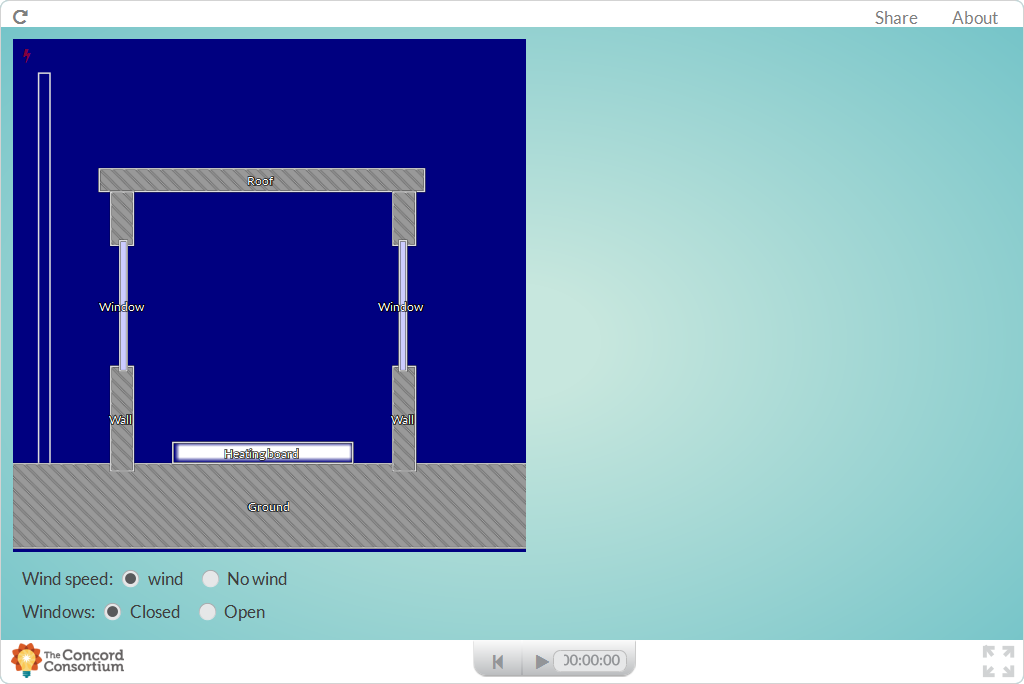 Share About
Roof
Window Window
Wall Wall
Heating board
Ground
Wind speed: wind No wind
Windows: Closed Open
The Concord Consortium
00:00:00